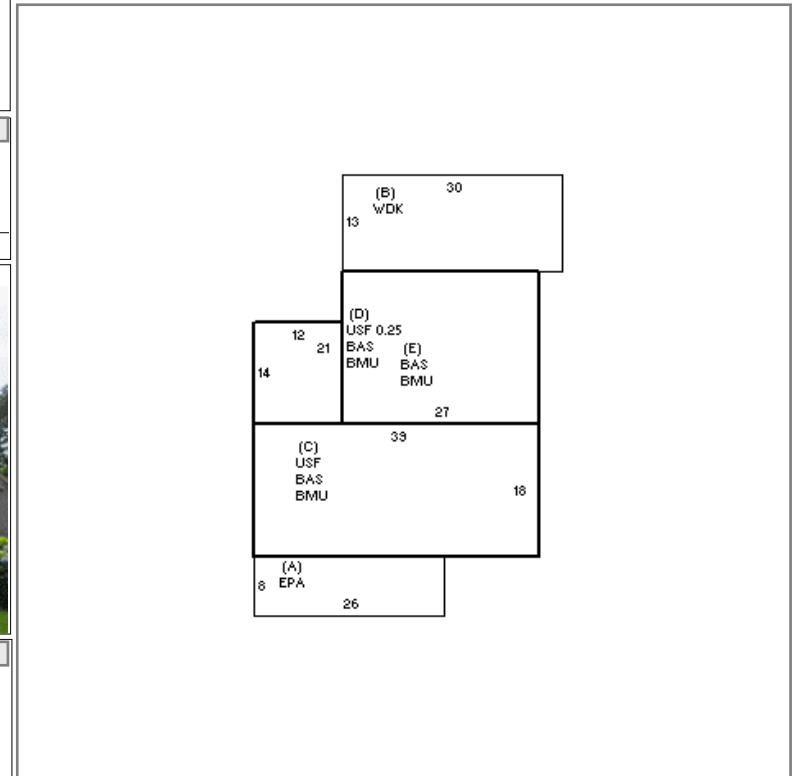 (B)
WDK
30
13
(D)
USF 0.25
BAS
BMU
(E)
BAS
BMU
12
21
14
27
39
(C)
USF
BAS
BMU
18
(A)
EPA
8
26